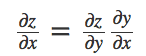 ∂z/∂x = ∂z/∂y ∂y/∂x